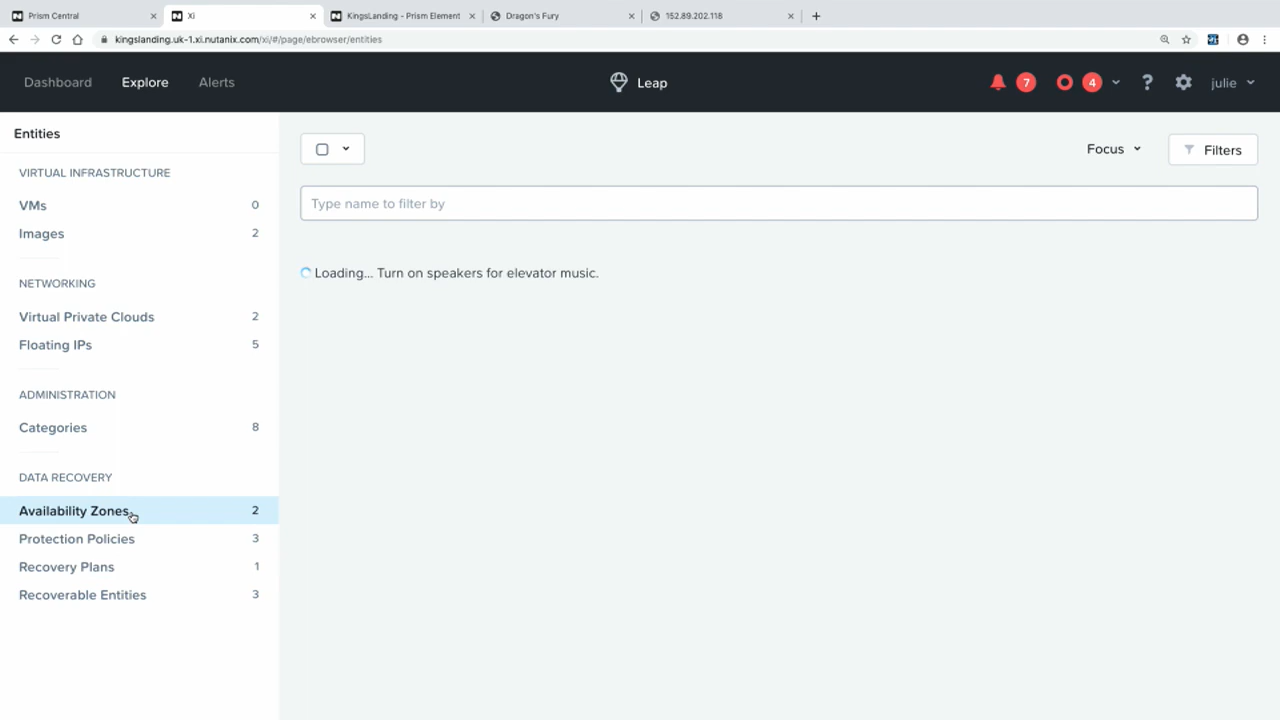 Prism Central
Xi
KingsLanding - Prism Element
Dragon's Fury
152.89.202.118
kingslanding.uk-1.xi.nutanix.com/xi/#/page/ebrowser/entities
Dashboard
Explore
Alerts
Leap
7
4
?
julie
Entities
Focus
Filters
VIRTUAL INFRASTRUCTURE
VMs 0
Images 2
Type name to filter by
Loading... Turn on speakers for elevator music.
NETWORKING
Virtual Private Clouds 2
Floating IPs 5
ADMINISTRATION
Categories 8
DATA RECOVERY
Availability Zones 2
Protection Policies 3
Recovery Plans 1
Recoverable Entities 3